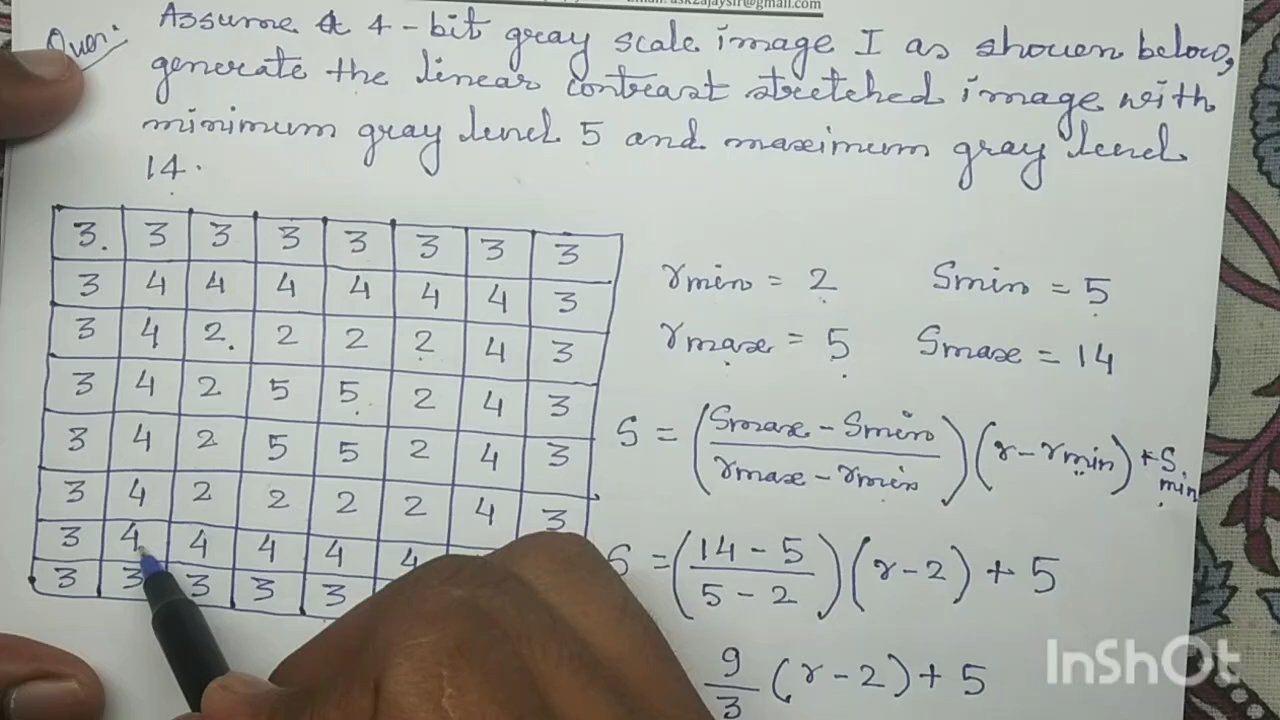 ask2ajaysir@gmail.com
Ques:- Assume a 4-bit gray scale image I as shown below,
generate the linear contrast stretched image with
minimum gray level 5 and maximum gray level
14.
3. 3 3 3 3 3 3 3
3 4 4 4 4 4 4 3
3 4 2. 2 2 2 4 3
3 4 2 5 5. 2 4 3
3 4 2 5 5 2 4 3
3 4 2 2 2 2 4 3
3 4 4 4 4 4
3 3 3 3 3
rmin = 2 Smin = 5
rmax = 5 Smax = 14
S = (Smax - Smin / rmax - rmin) (r - rmin) + Smin
S = (14 - 5 / 5 - 2) (r - 2) + 5
9/3 (r - 2) + 5
InShOt